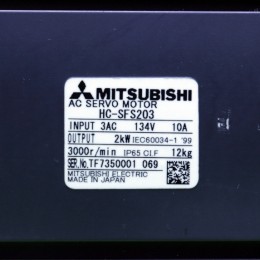 MITSUBISHI
AC SERVO MOTOR
HC-SFS203
INPUT 3AC 134V 10A
OUTPUT 2kW IEC60034-1 '99
3000r/min IP65 Cl.F 12kg
SER.No. TF7350001 069
MITSUBISHI ELECTRIC
MADE IN JAPAN